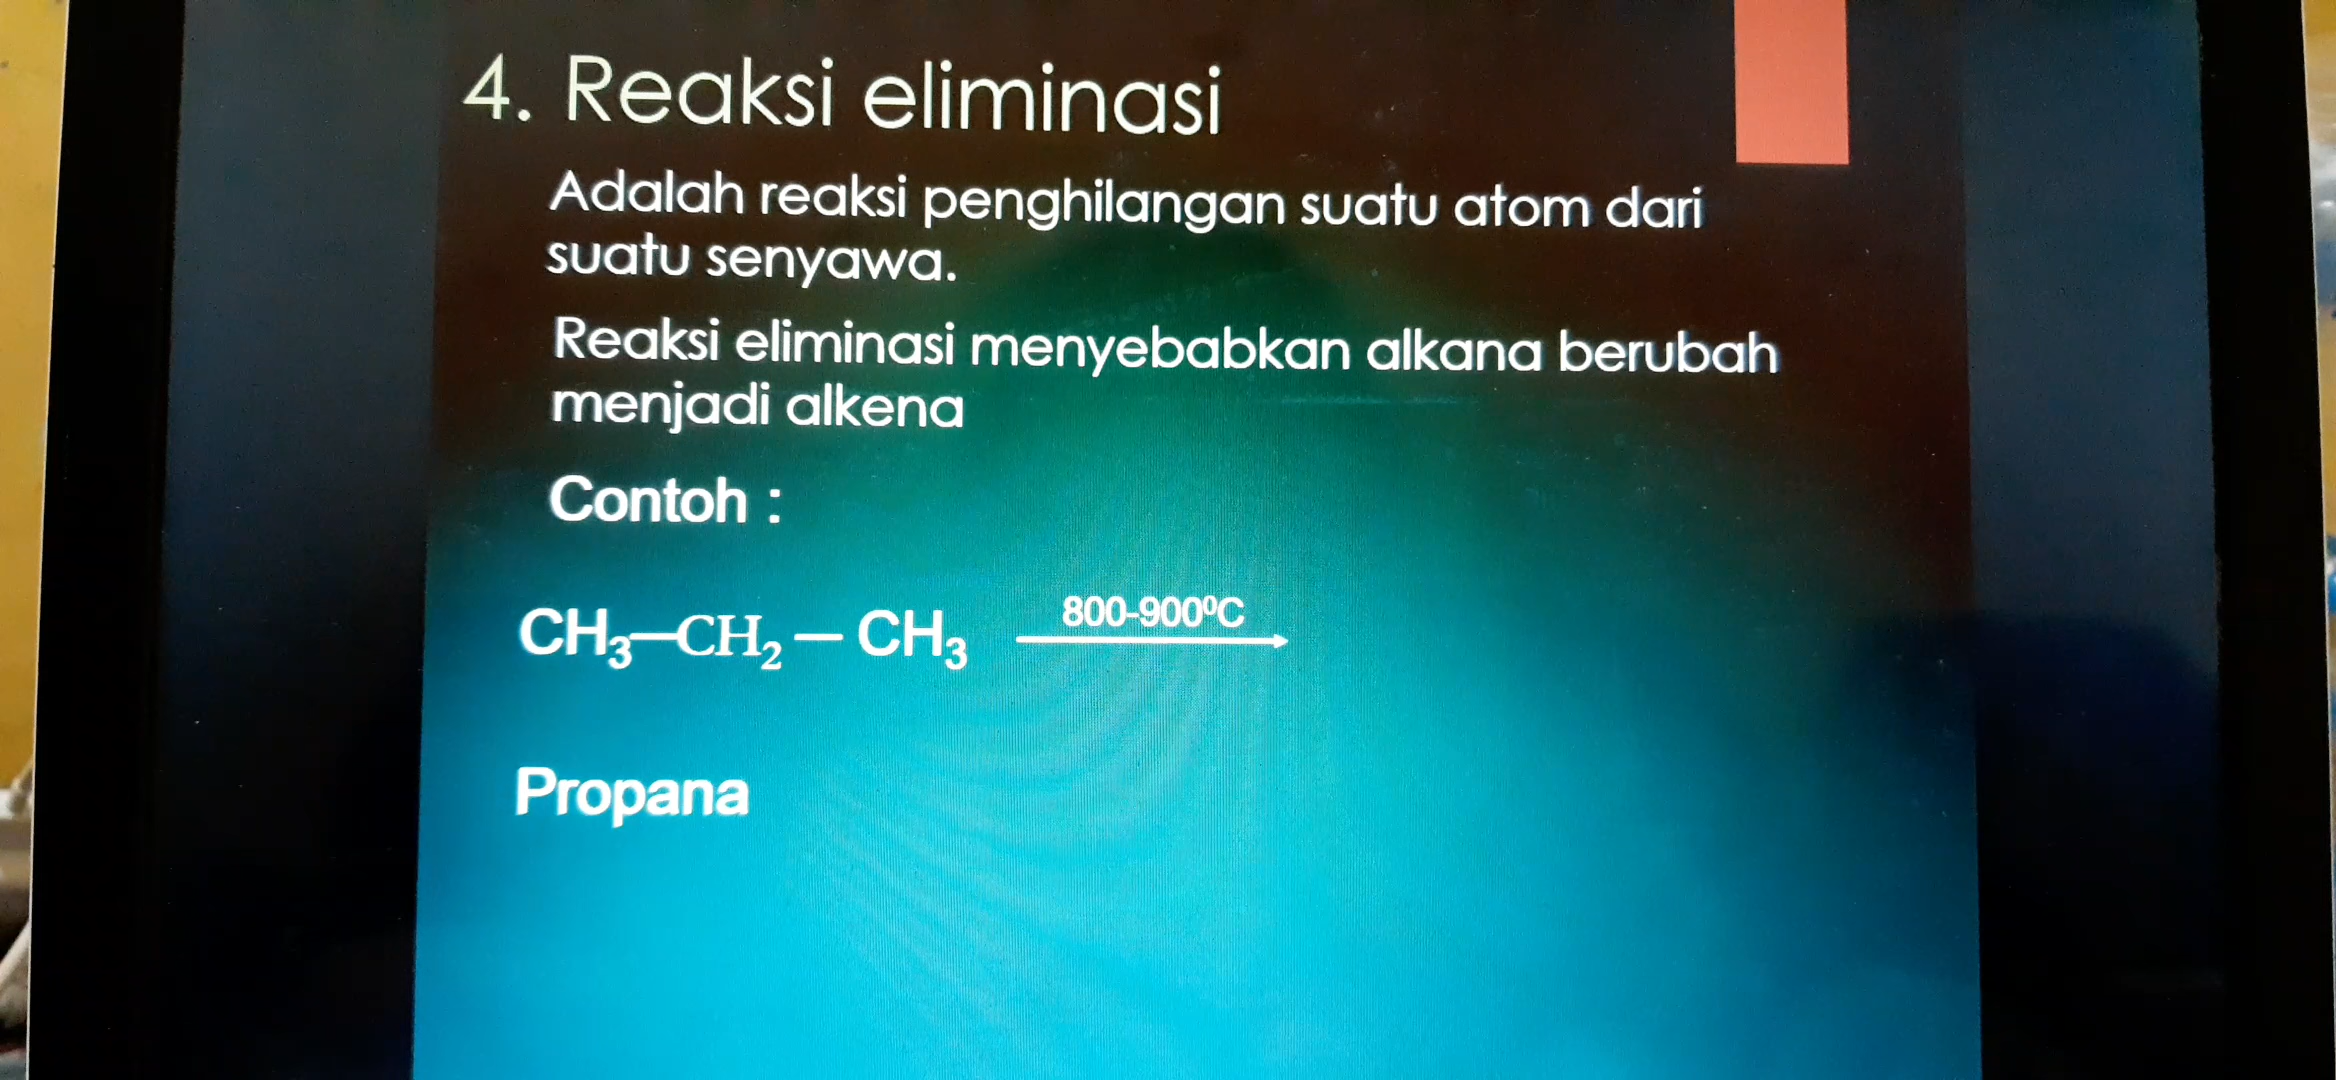 4. Reaksi eliminasi
Adalah reaksi penghilangan suatu atom dari
suatu senyawa.
Reaksi eliminasi menyebabkan alkana berubah
menjadi alkena
Contoh :
800-900⁰C
CH₃—CH₂ — CH₃
Propana